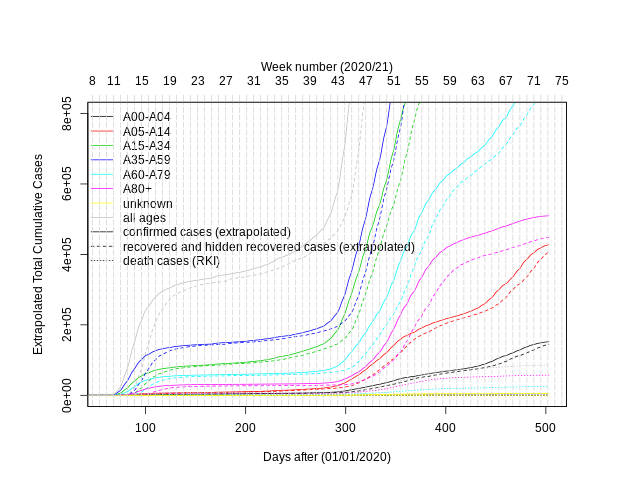 Week number (2020/21)
8 11 15 19 23 27 31 35 39 43 47 51 55 59 63 67 71 75
Extrapolated Total Cumulative Cases
8e+05
6e+05
4e+05
2e+05
0e+00
A00-A04
A05-A14
A15-A34
A35-A59
A60-A79
A80+
unknown
all ages
confirmed cases (extrapolated)
recovered and hidden recovered cases (extrapolated)
death cases (RKI)
100 200 300 400 500
Days after (01/01/2020)